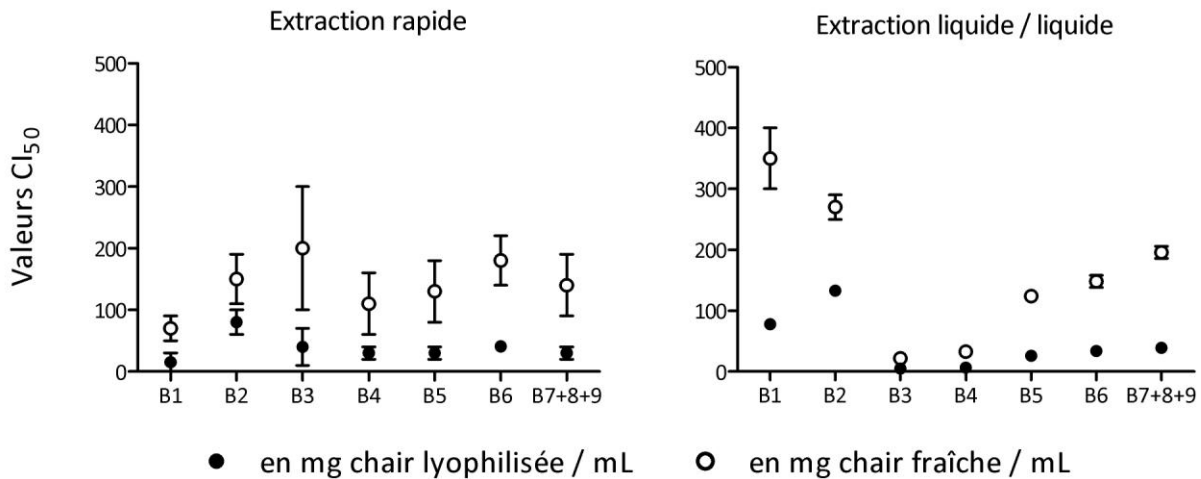 Extraction rapide
Extraction liquide / liquide
Valeurs CI50
500
400
300
200
100
0
B1 B2 B3 B4 B5 B6 B7+8+9
500
400
300
200
100
0
B1 B2 B3 B4 B5 B6 B7+8+9
● en mg chair lyophilisée / mL
○ en mg chair fraîche / mL